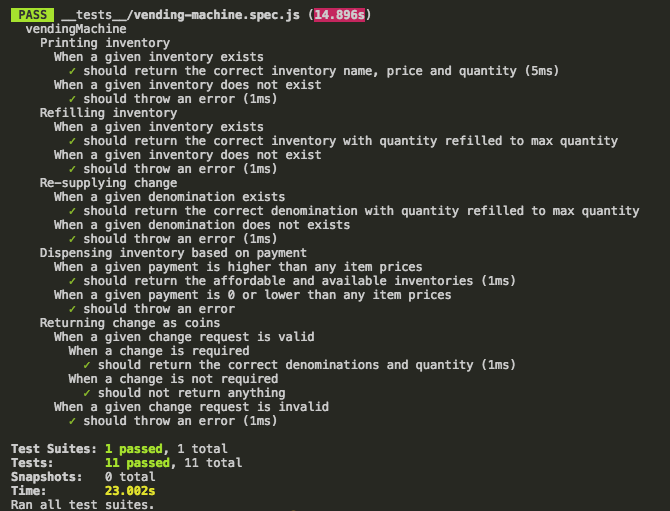 PASS __tests__/vending-machine.spec.js (14.896s)
vendingMachine
Printing inventory
When a given inventory exists
✓ should return the correct inventory name, price and quantity (5ms)
When a given inventory does not exist
✓ should throw an error (1ms)
Refilling inventory
When a given inventory exists
✓ should return the correct inventory with quantity refilled to max quantity
When a given inventory does not exist
✓ should throw an error (1ms)
Re-supplying change
When a given denomination exists
✓ should return the correct denomination with quantity refilled to max quantity
When a given denomination does not exists
✓ should throw an error (1ms)
Dispensing inventory based on payment
When a given payment is higher than any item prices
✓ should return the affordable and available inventories (1ms)
When a given payment is 0 or lower than any item prices
✓ should throw an error
Returning change as coins
When a given change request is valid
When a change is required
✓ should return the correct denominations and quantity (1ms)
When a change is not required
✓ should not return anything
When a given change request is invalid
✓ should throw an error (1ms)
Test Suites: 1 passed, 1 total
Tests: 11 passed, 11 total
Snapshots: 0 total
Time: 23.002s
Ran all test suites.